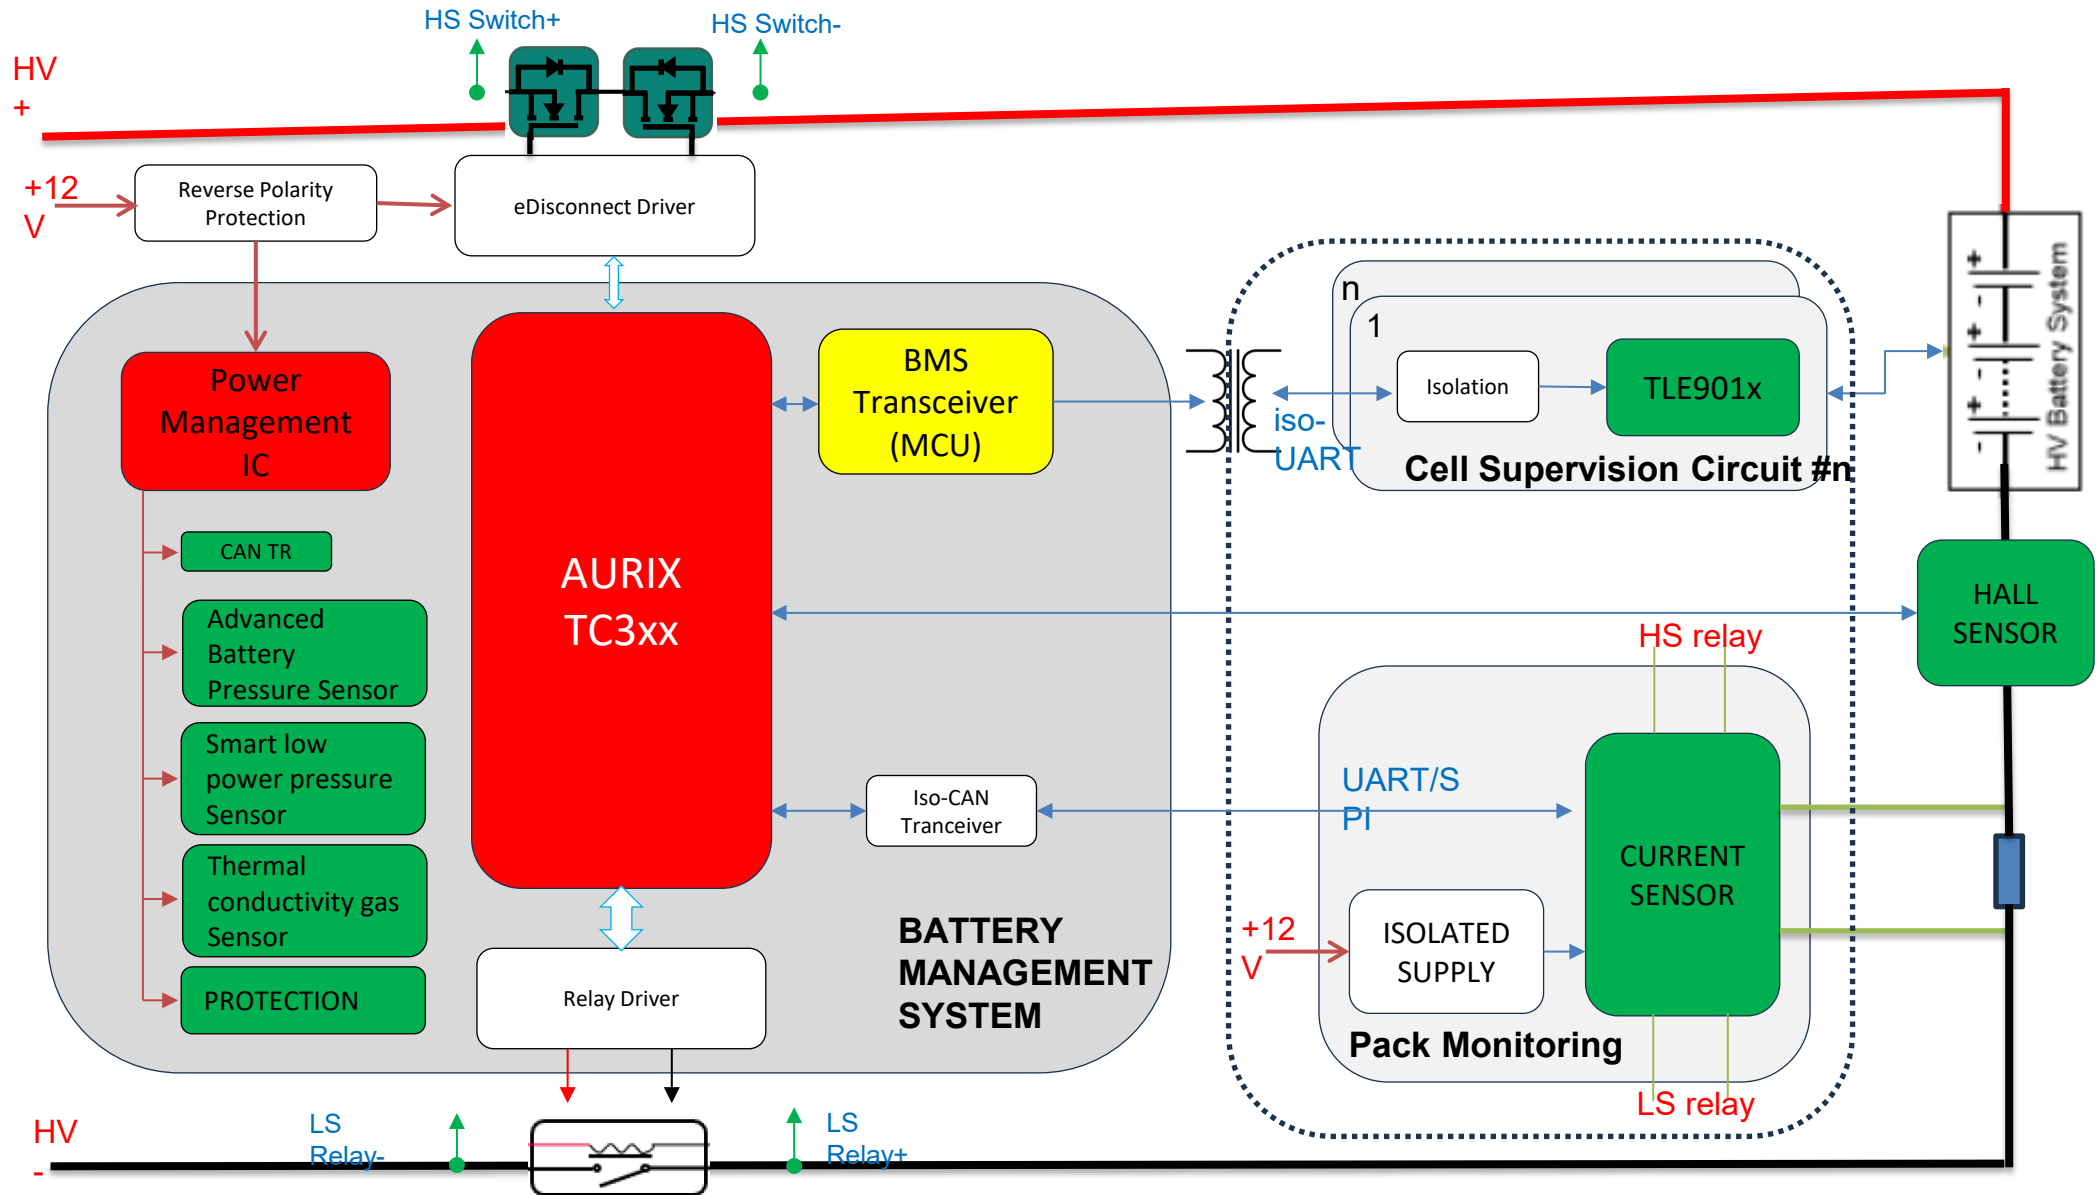 HS Switch+
HS Switch-
HV
+
+12
V
Reverse Polarity
Protection
eDisconnect Driver
Power
Management
IC
CAN TR
Advanced
Battery
Pressure Sensor
Smart low
power pressure
Sensor
Thermal
conductivity gas
Sensor
PROTECTION
AURIX
TC3xx
BMS
Transceiver
(MCU)
Iso-CAN
Tranceiver
Relay Driver
BATTERY
MANAGEMENT
SYSTEM
n
1
Isolation
TLE901x
iso-
UART
Cell Supervision Circuit #n
+
-
+
-
+
-
HV Battery System
HALL
SENSOR
HS relay
UART/S
PI
CURRENT
SENSOR
+12
V
ISOLATED
SUPPLY
Pack Monitoring
LS relay
HV
-
LS
Relay-
LS
Relay+